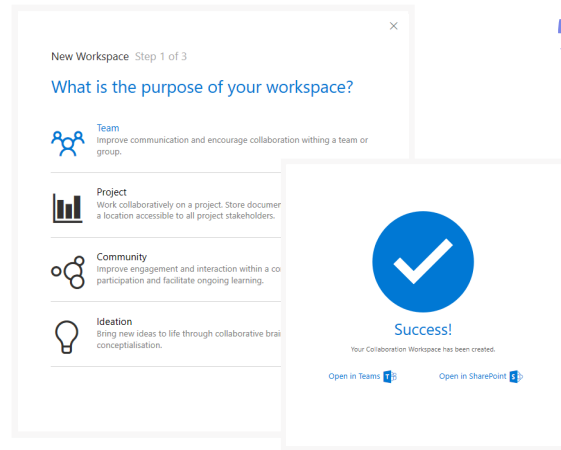 New Workspace Step 1 of 3
What is the purpose of your workspace?
Team
Improve communication and encourage collaboration withing a team or
group.
Project
Work collaboratively on a project. Store
a location accessible to all project stakeholders.
Community
Improve engagement and interaction within a
participation and facilitate ongoing learning.
Ideation
Bring new ideas to life through collaborative
conceptialisation.
Success!
Your Collaboration Workspace has been created.
Open in Teams
Open in SharePoint